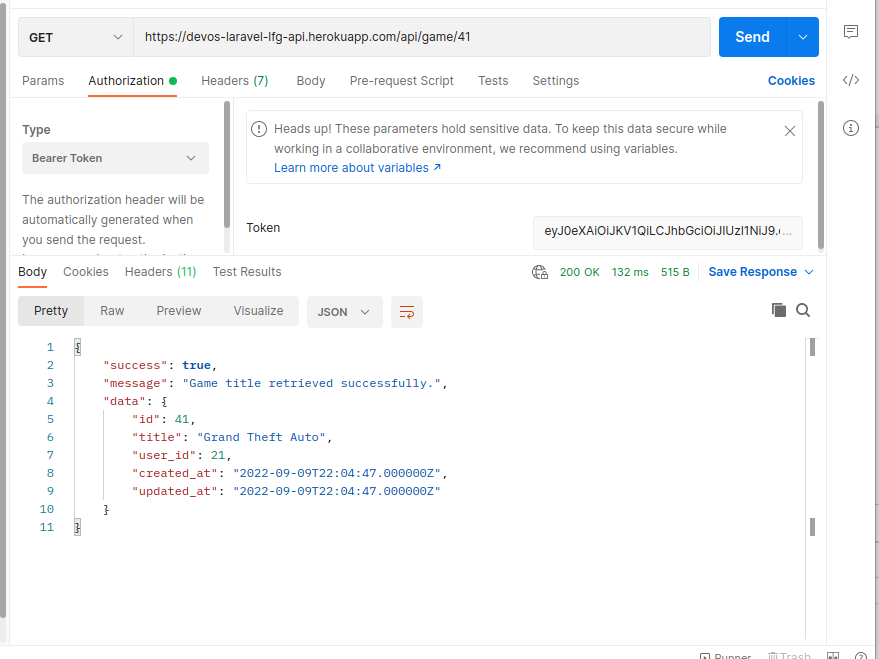 GET https://devos-laravel-lfg-api.herokuapp.com/api/game/41 Send
Params Authorization Headers (7) Body Pre-request Script Tests Settings Cookies
Type
Bearer Token
The authorization header will be
automatically generated when
you send the request.
Heads up! These parameters hold sensitive data. To keep this data secure while
working in a collaborative environment, we recommend using variables.
Learn more about variables ↗
Token eyJ0eXAiOiJKV1QiLCJhbGciOiJIUzI1NiJ9.…
Body Cookies Headers (11) Test Results 200 OK 132 ms 515 B Save Response
Pretty Raw Preview Visualize JSON
1 {
2 "success": true,
3 "message": "Game title retrieved successfully.",
4 "data": {
5 "id": 41,
6 "title": "Grand Theft Auto",
7 "user_id": 21,
8 "created_at": "2022-09-09T22:04:47.000000Z",
9 "updated_at": "2022-09-09T22:04:47.000000Z"
10 }
11 }
Runner Trash